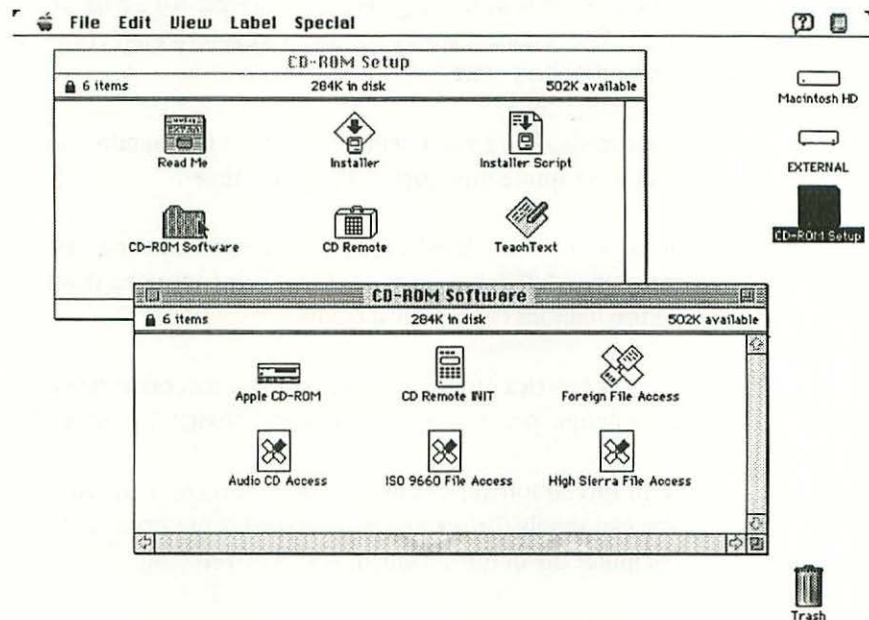 File Edit View Label Special
CD-ROM Setup
6 items 284K in disk 502K available
Read Me Installer Installer Script
CD-ROM Software CD Remote TeachText
Macintosh HD
EXTERNAL
CD-ROM Setup
CD-ROM Software
6 items 284K in disk 502K available
Apple CD-ROM CD Remote INIT Foreign File Access
Audio CD Access ISO 9660 File Access High Sierra File Access
Trash